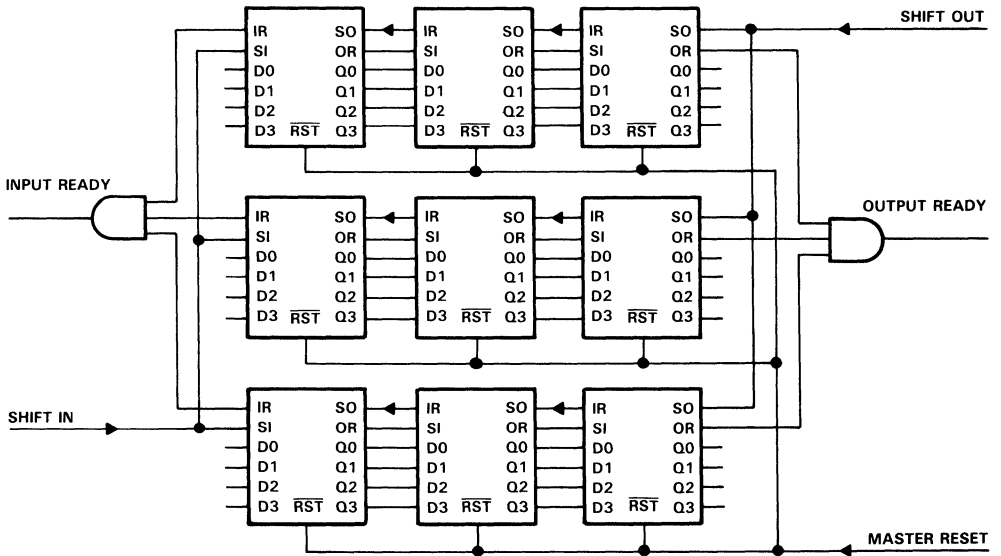 SHIFT OUT
IR SO IR SO IR SO
SI OR SI OR SI OR
D0 Q0 D0 Q0 D0 Q0
D1 Q1 D1 Q1 D1 Q1
D2 Q2 D2 Q2 D2 Q2
D3 RST Q3 D3 RST Q3 D3 RST Q3
INPUT READY
OUTPUT READY
IR SO IR SO IR SO
SI OR SI OR SI OR
D0 Q0 D0 Q0 D0 Q0
D1 Q1 D1 Q1 D1 Q1
D2 Q2 D2 Q2 D2 Q2
D3 RST Q3 D3 RST Q3 D3 RST Q3
SHIFT IN
IR SO IR SO IR SO
SI OR SI OR SI OR
D0 Q0 D0 Q0 D0 Q0
D1 Q1 D1 Q1 D1 Q1
D2 Q2 D2 Q2 D2 Q2
D3 RST Q3 D3 RST Q3 D3 RST Q3
MASTER RESET